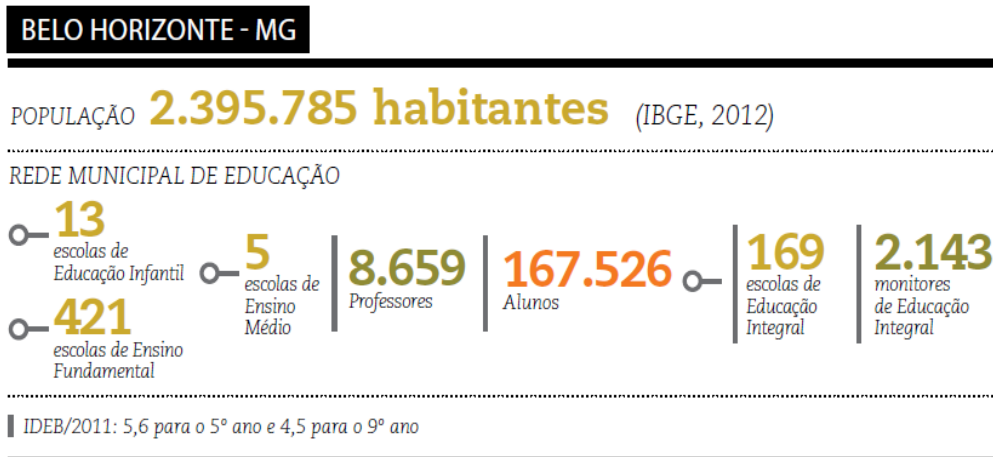 BELO HORIZONTE - MG
POPULAÇÃO 2.395.785 habitantes (IBGE, 2012)
REDE MUNICIPAL DE EDUCAÇÃO
13
escolas de
Educação Infantil
421
escolas de Ensino
Fundamental
5
escolas de
Ensino
Médio
8.659
Professores
167.526
Alunos
169
escolas de
Educação
Integral
2.143
monitores
de Educação
Integral
IDEB/2011: 5,6 para o 5º ano e 4,5 para o 9º ano